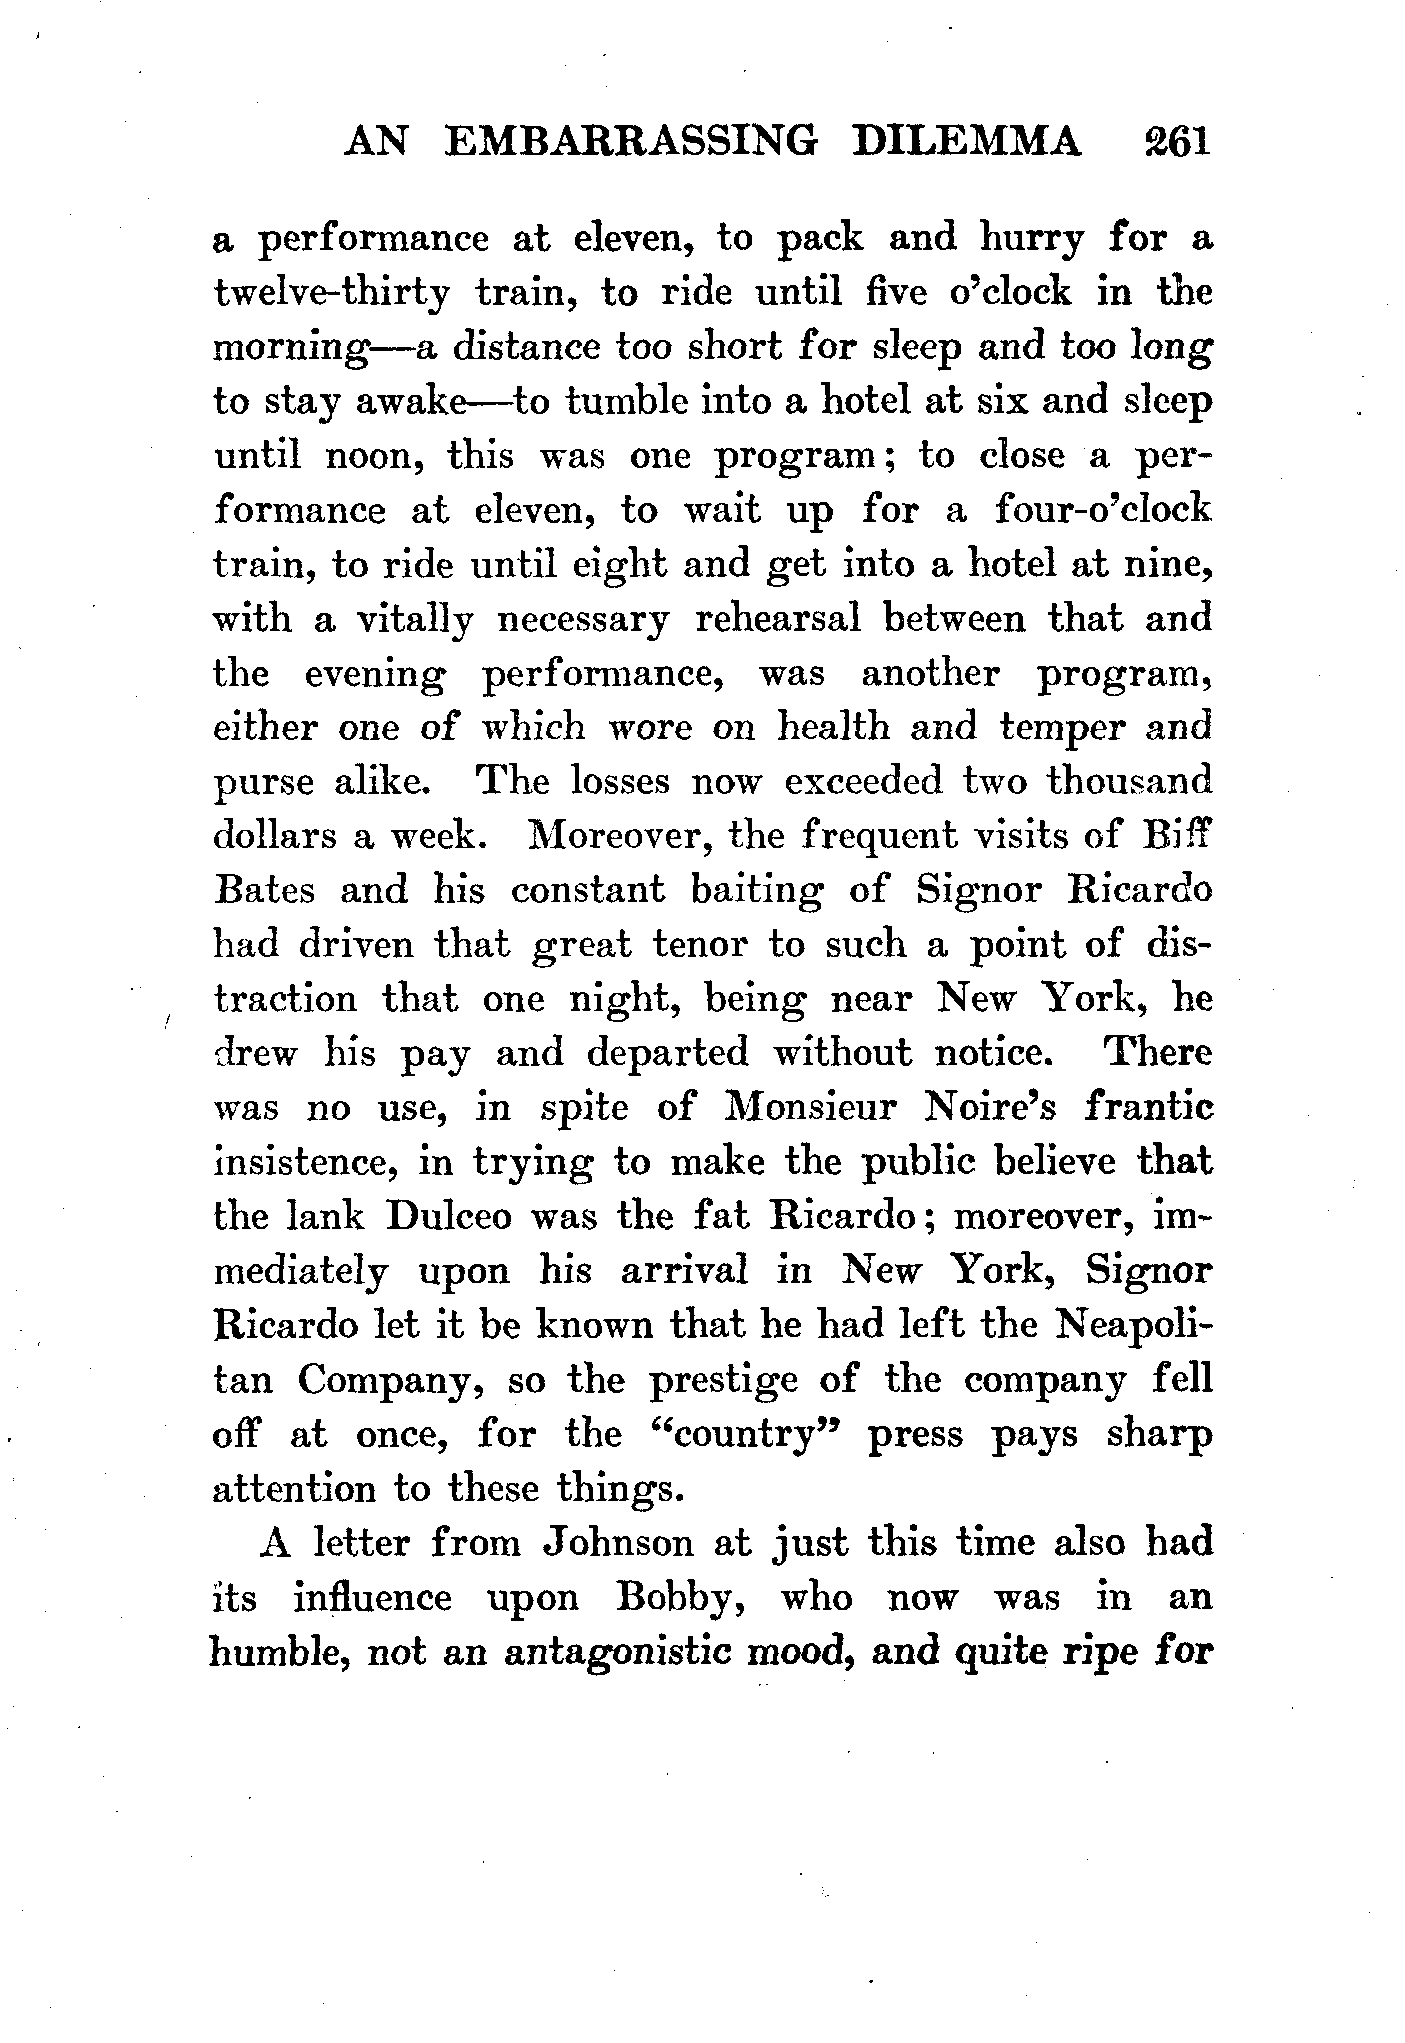 AN EMBARRASSING DILEMMA 261
a performance at eleven, to pack and hurry for a
twelve-thirty train, to ride until five o'clock in the
morning—a distance too short for sleep and too long
to stay awake—to tumble into a hotel at six and sleep
until noon, this was one program; to close a per-
formance at eleven, to wait up for a four-o'clock
train, to ride until eight and get into a hotel at nine,
with a vitally necessary rehearsal between that and
the evening performance, was another program,
either one of which wore on health and temper and
purse alike. The losses now exceeded two thousand
dollars a week. Moreover, the frequent visits of Biff
Bates and his constant baiting of Signor Ricardo
had driven that great tenor to such a point of dis-
traction that one night, being near New York, he
drew his pay and departed without notice. There
was no use, in spite of Monsieur Noire's frantic
insistence, in trying to make the public believe that
the lank Dulceo was the fat Ricardo; moreover, im-
mediately upon his arrival in New York, Signor
Ricardo let it be known that he had left the Neapoli-
tan Company, so the prestige of the company fell
off at once, for the "country" press pays sharp
attention to these things.
A letter from Johnson at just this time also had
its influence upon Bobby, who now was in an
humble, not an antagonistic mood, and quite ripe for